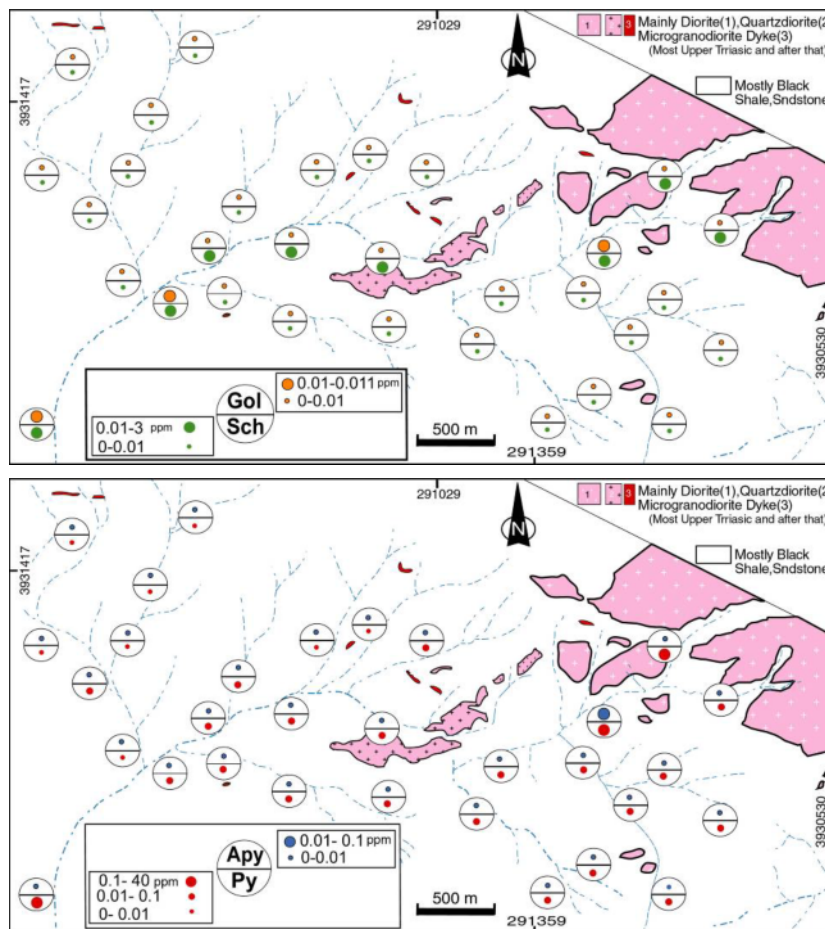 291029
1 3 Mainly Diorite(1),Quartzdiorite(2
Microgranodiorite Dyke(3)
(Most Upper Trriasic and after that)
N
Mostly Black
Shale,Sndstone
3931417
3930530
Gol
Sch
0.01-0.011 ppm
0-0.01
0.01-3 ppm
0-0.01
500 m
291359
291029
1 3 Mainly Diorite(1),Quartzdiorite(2
Microgranodiorite Dyke(3)
(Most Upper Trriasic and after that)
N
Mostly Black
Shale,Sndstone
3931417
3930530
Apy
Py
0.01- 0.1 ppm
0-0.01
0.1- 40 ppm
0.01- 0.1
0- 0.01
500 m
291359